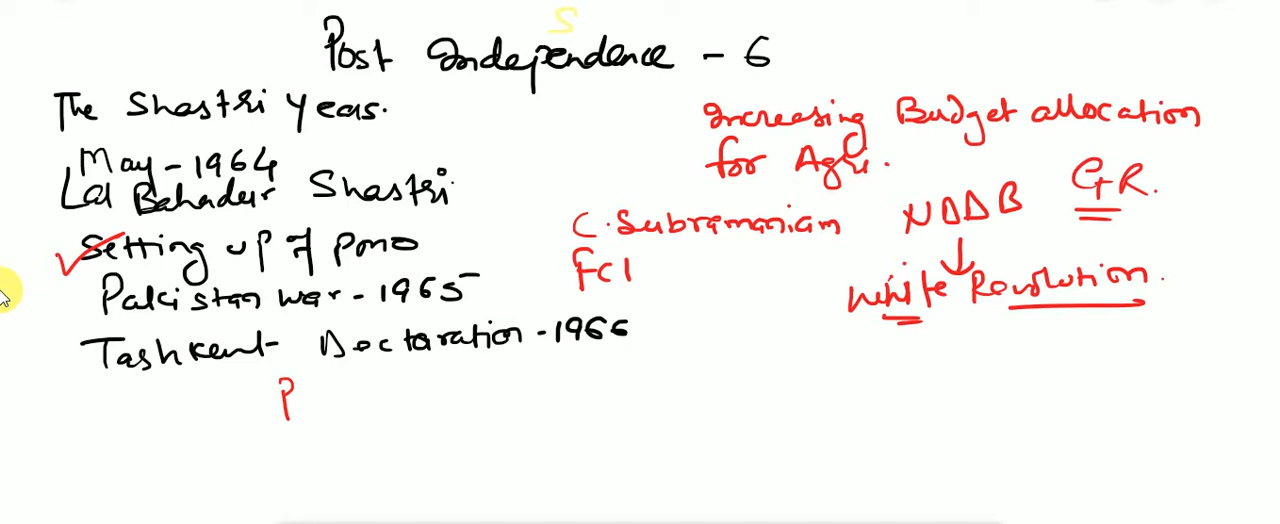 S
Post Independence - 6
The Shastri Years.
May - 1964
Lal Bahadur Shastri
Setting up of PMO
Pakistan war - 1965
Tashkent Declaration - 1966
P
Increasing Budget allocation
for Agri.
C. Subramaniam
FCI
NDDB
GR.
White Revolution.